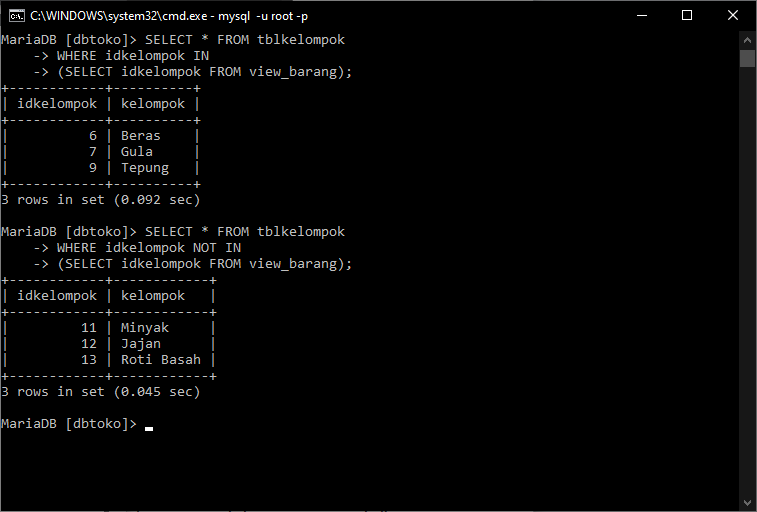 C:\WINDOWS\system32\cmd.exe - mysql  -u root -p
MariaDB [dbtoko]> SELECT * FROM tblkelompok
    -> WHERE idkelompok IN
    -> (SELECT idkelompok FROM view_barang);
+------------+----------+
| idkelompok | kelompok |
+------------+----------+
|          6 | Beras    |
|          7 | Gula     |
|          9 | Tepung   |
+------------+----------+
3 rows in set (0.092 sec)

MariaDB [dbtoko]> SELECT * FROM tblkelompok
    -> WHERE idkelompok NOT IN
    -> (SELECT idkelompok FROM view_barang);
+------------+------------+
| idkelompok | kelompok   |
+------------+------------+
|         11 | Minyak     |
|         12 | Jajan      |
|         13 | Roti Basah |
+------------+------------+
3 rows in set (0.045 sec)

MariaDB [dbtoko]> _